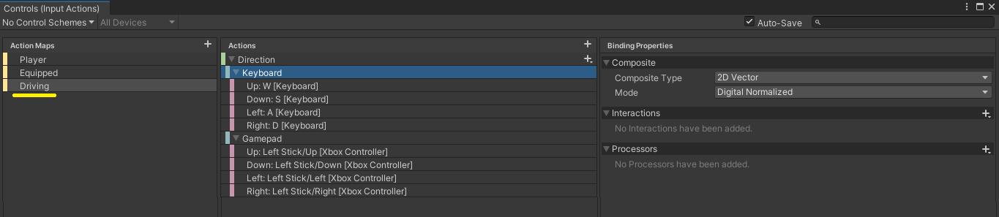 Controls (Input Actions)
No Control Schemes All Devices Auto-Save
Action Maps
Player
Equipped
Driving
Actions
Direction
Keyboard
Up: W [Keyboard]
Down: S [Keyboard]
Left: A [Keyboard]
Right: D [Keyboard]
Gamepad
Up: Left Stick/Up [Xbox Controller]
Down: Left Stick/Down [Xbox Controller]
Left: Left Stick/Left [Xbox Controller]
Right: Left Stick/Right [Xbox Controller]
Binding Properties
Composite
Composite Type 2D Vector
Mode Digital Normalized
Interactions
No Interactions have been added.
Processors
No Processors have been added.